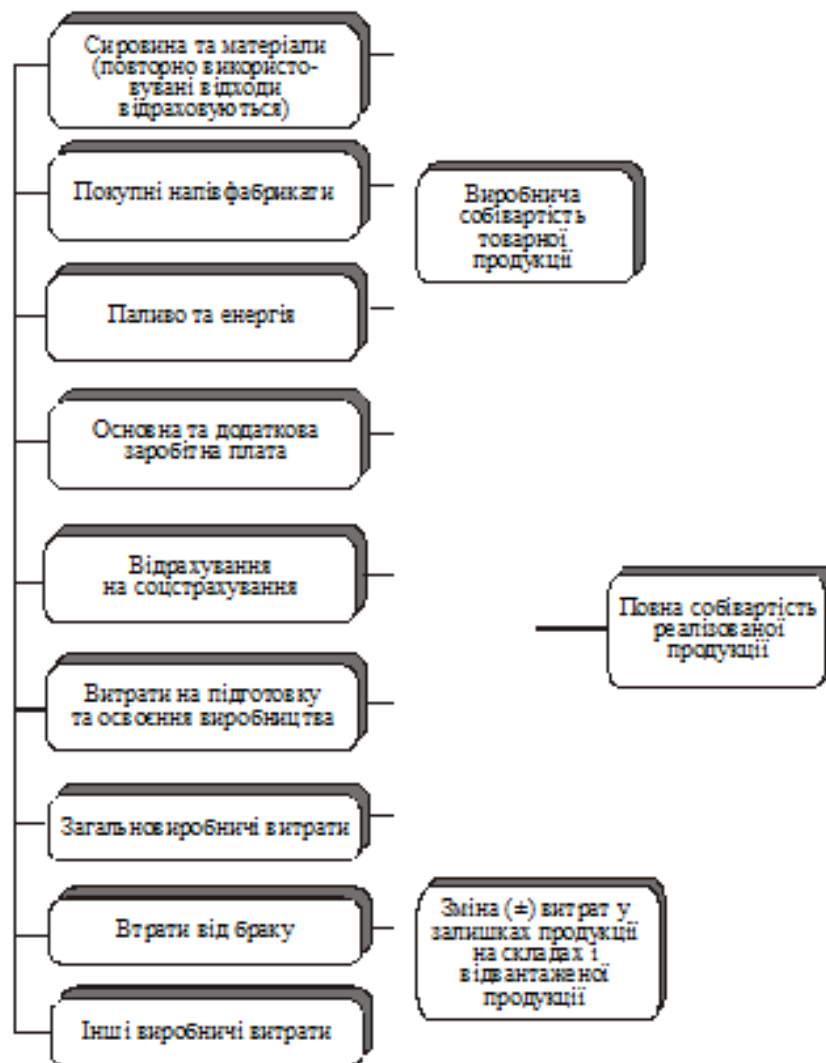 Сировина та матеріали
(повторно використо-
вувані відходи
відраховуються)
Покупні напівфабрикати
Виробнича
собівартість
товарної
продукції
Паливо та енергія
Основна та додаткова
заробітна плата
Відрахування
на соцстрахування
Повна собівартість
реалізованої
продукції
Витрати на підготовку
та освоєння виробництва
Загальновиробничі витрати
Втрати від браку
Зміна (±) витрат у
залишках продукції
на складах і
відвантаженої
продукції
Інші виробничі витрати